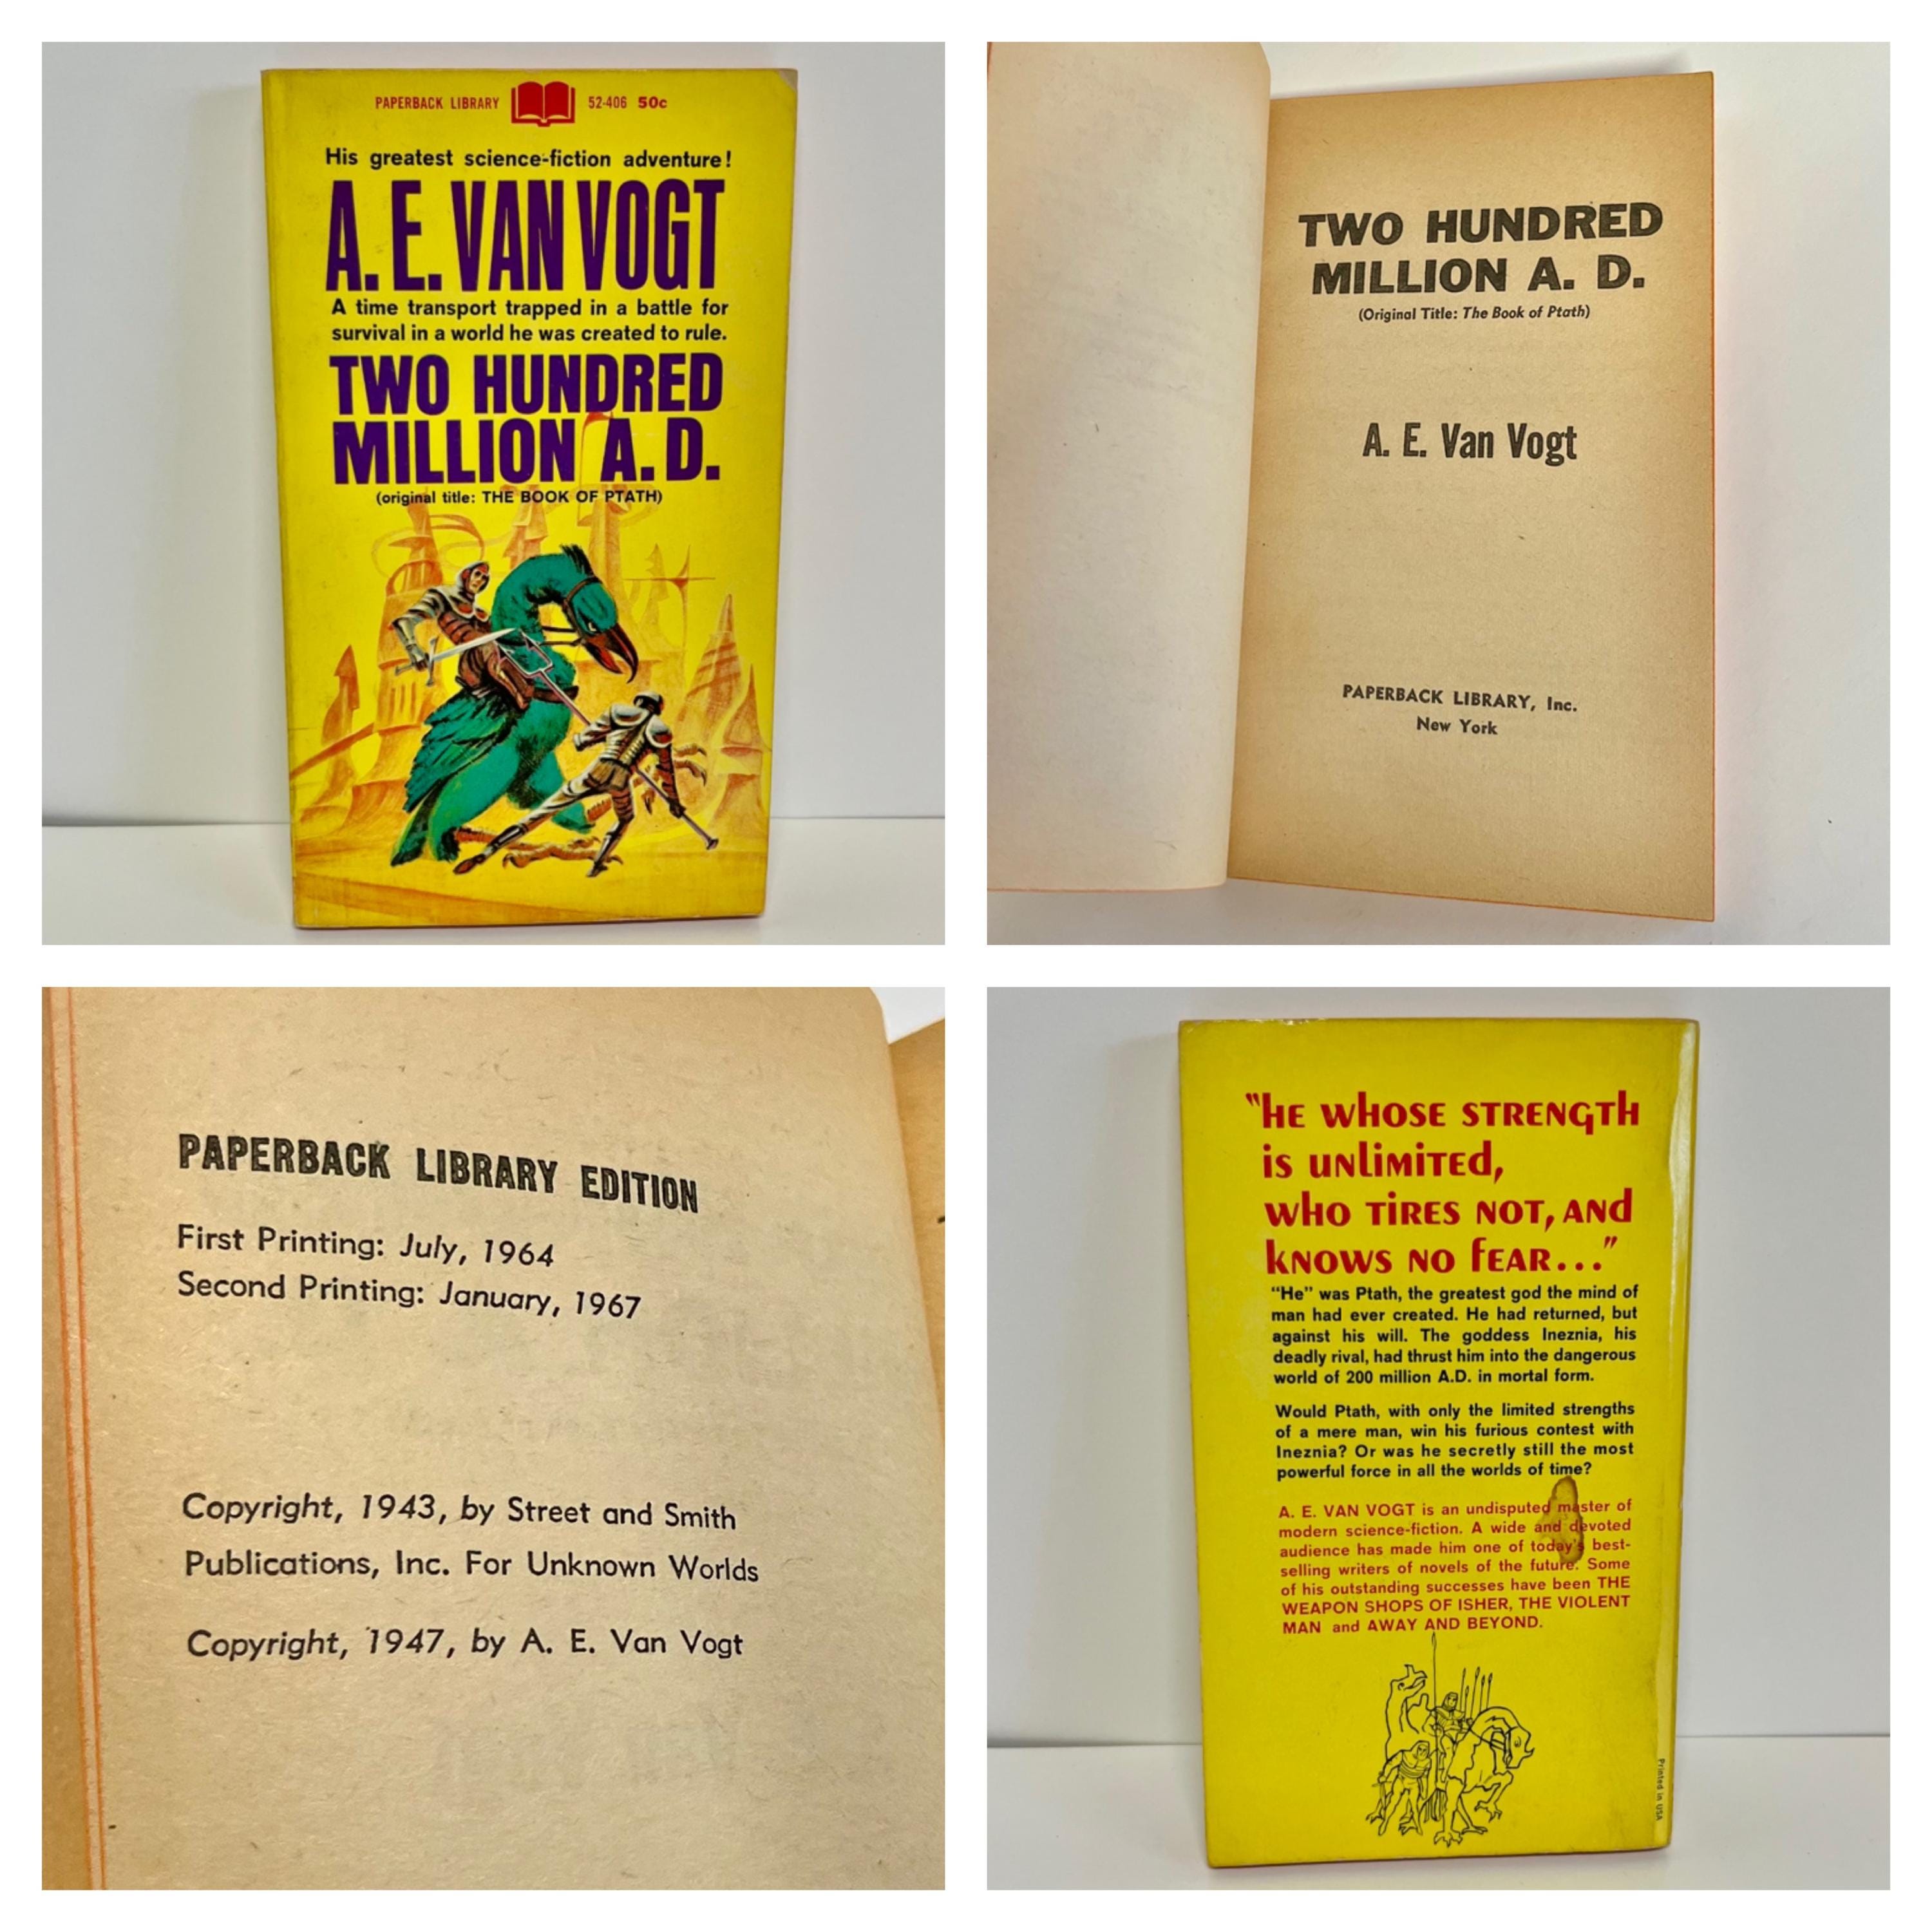 PAPERBACK LIBRARY 52-406 50c
His greatest science-fiction adventure!
A. E. VAN VOGT
A time transport trapped in a battle for
survival in a world he was created to rule.
TWO HUNDRED
MILLION A. D.
(original title: THE BOOK OF PTATH)
TWO HUNDRED
MILLION A. D.
(Original Title: The Book of Ptath)
A. E. Van Vogt
PAPERBACK LIBRARY, Inc.
New York
PAPERBACK LIBRARY EDITION
First Printing: July, 1964
Second Printing: January, 1967
Copyright, 1943, by Street and Smith
Publications, Inc. For Unknown Worlds
Copyright, 1947, by A. E. Van Vogt
"HE WHOSE STRENGTH
IS UNLIMITED,
WHO TIRES NOT, AND
KNOWS NO FEAR..."
"He" was Ptath, the greatest god the mind of
man had ever created. He had returned, but
against his will. The goddess Ineznia, his
deadly rival, had thrust him into the dangerous
world of 200 million A.D. in mortal form.
Would Ptath, with only the limited strengths
of a mere man, win his furious contest with
Ineznia? Or was he secretly still the most
powerful force in all the worlds of time?
A. E. VAN VOGT is an undisputed master of
modern science-fiction. A wide and devoted
audience has made him one of today's best-
selling writers of novels of the future. Some
of his outstanding successes have been THE
WEAPON SHOPS OF ISHER, THE VIOLENT
MAN and AWAY AND BEYOND.
Printed in USA